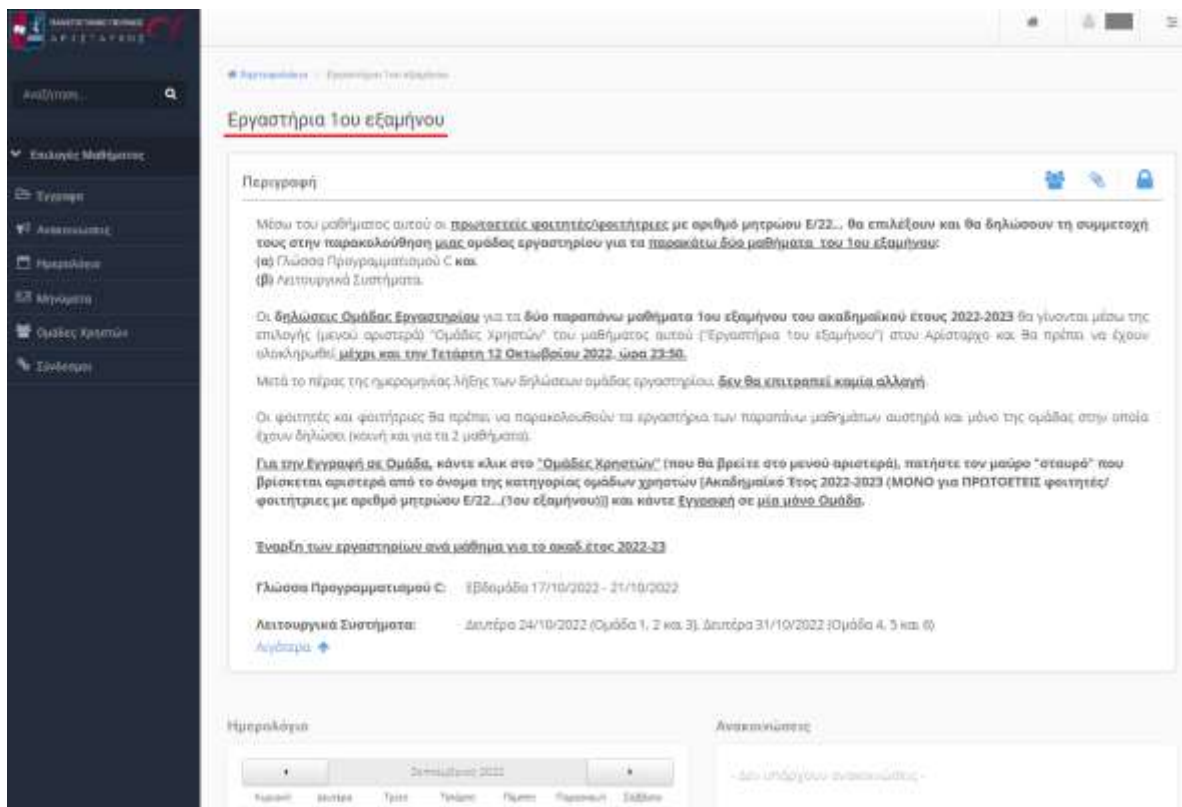 ΑΡΙΣΤΑΡΧΟΣ
Αναζήτηση...
Χαρτοφυλάκιο Εργαστήρια 1ου εξαμήνου
Εργαστήρια 1ου εξαμήνου
Επιλογές Μαθήματος
Έγγραφα
Ανακοινώσεις
Ημερολόγιο
Μηνύματα
Ομάδες Χρηστών
Σύνδεσμοι
Περιγραφή
Μέσω του μαθήματος αυτού οι πρωτοετείς φοιτητές/φοιτήτριες με αριθμό μητρώου Ε/22.., θα επιλέξουν και θα δηλώσουν τη συμμετοχή
τους στην παρακολούθηση μιας ομάδας εργαστηρίου για τα παρακάτω δύο μαθήματα του 1ου εξαμήνου:
(α) Γλώσσα Προγραμματισμού C και
(β) Λειτουργικά Συστήματα.
Οι δηλώσεις Ομάδας Εργαστηρίου για τα δύο παραπάνω μαθήματα 1ου εξαμήνου του ακαδημαϊκού έτους 2022-2023 θα γίνονται μέσω της
επιλογής (μενού αριστερά) "Ομάδες Χρηστών" του μαθήματος αυτού ("Εργαστήρια 1ου εξαμήνου") στον Αρίσταρχο και θα πρέπει να έχουν
ολοκληρωθεί μέχρι και την Τετάρτη 12 Οκτωβρίου 2022, ώρα 23:50.
Μετά το πέρας της ημερομηνίας λήξης των δηλώσεων ομάδας εργαστηρίου, δεν θα επιτραπεί καμία αλλαγή.
Οι φοιτητές και φοιτήτριες θα πρέπει να παρακολουθούν τα εργαστήρια των παραπάνω μαθημάτων αυστηρά και μόνο της ομάδας στην οποία
έχουν δηλώσει (κοινή και για τα 2 μαθήματα).
Για την Εγγραφή σε Ομάδα, κάντε κλικ στο "Ομάδες Χρηστών" (που θα βρείτε στο μενού αριστερά), πατήστε τον μαύρο "σταυρό" που
βρίσκεται αριστερά από το όνομα της κατηγορίας ομάδων χρηστών [Ακαδημαϊκό Έτος 2022-2023 (ΜΟΝΟ για ΠΡΩΤΟΕΤΕΙΣ φοιτητές/
φοιτήτριες με αριθμό μητρώου Ε/22...(1ου εξαμήνου))] και κάντε Εγγραφή σε μία μόνο Ομάδα.
Έναρξη των εργαστηρίων ανά μάθημα για το ακαδ.έτος 2022-23
Γλώσσα Προγραμματισμού C: Εβδομάδα 17/10/2022 - 21/10/2022
Λειτουργικά Συστήματα: Δευτέρα 24/10/2022 (Ομάδα 1, 2 και 3), Δευτέρα 31/10/2022 (Ομάδα 4, 5 και 6)
Λιγότερα
Ημερολόγιο
Ανακοινώσεις
Σεπτέμβριος 2022
- Δεν υπάρχουν ανακοινώσεις -
Κυριακή Δευτέρα Τρίτη Τετάρτη Πέμπτη Παρασκευή Σάββατο